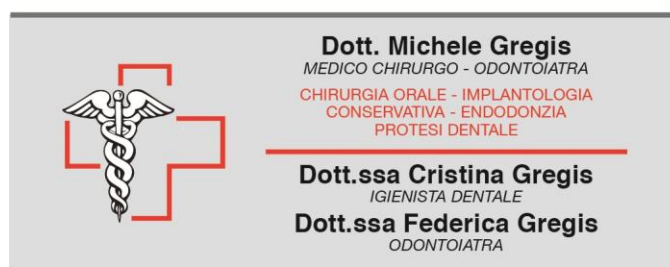 Dott. Michele Gregis
MEDICO CHIRURGO - ODONTOIATRA
CHIRURGIA ORALE - IMPLANTOLOGIA
CONSERVATIVA - ENDODONZIA
PROTESI DENTALE
Dott.ssa Cristina Gregis
IGIENISTA DENTALE
Dott.ssa Federica Gregis
ODONTOIATRA